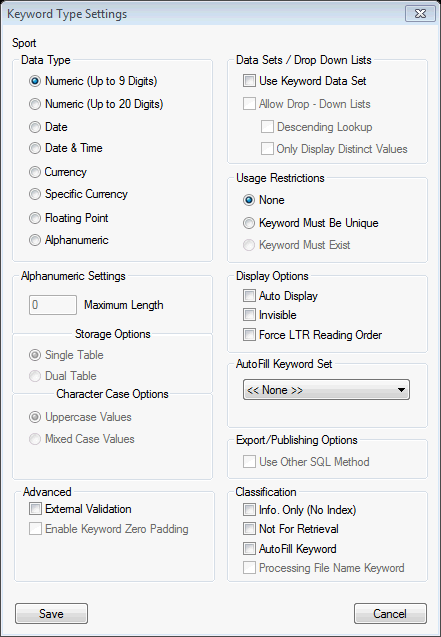 Keyword Type Settings
Sport
Data Type
Numeric (Up to 9 Digits)
Numeric (Up to 20 Digits)
Date
Date & Time
Currency
Specific Currency
Floating Point
Alphanumeric
Alphanumeric Settings
0 Maximum Length
Storage Options
Single Table
Dual Table
Character Case Options
Uppercase Values
Mixed Case Values
Advanced
External Validation
Enable Keyword Zero Padding
Data Sets / Drop Down Lists
Use Keyword Data Set
Allow Drop - Down Lists
Descending Lookup
Only Display Distinct Values
Usage Restrictions
None
Keyword Must Be Unique
Keyword Must Exist
Display Options
Auto Display
Invisible
Force LTR Reading Order
AutoFill Keyword Set
<< None >>
Export/Publishing Options
Use Other SQL Method
Classification
Info. Only (No Index)
Not For Retrieval
AutoFill Keyword
Processing File Name Keyword
Save
Cancel